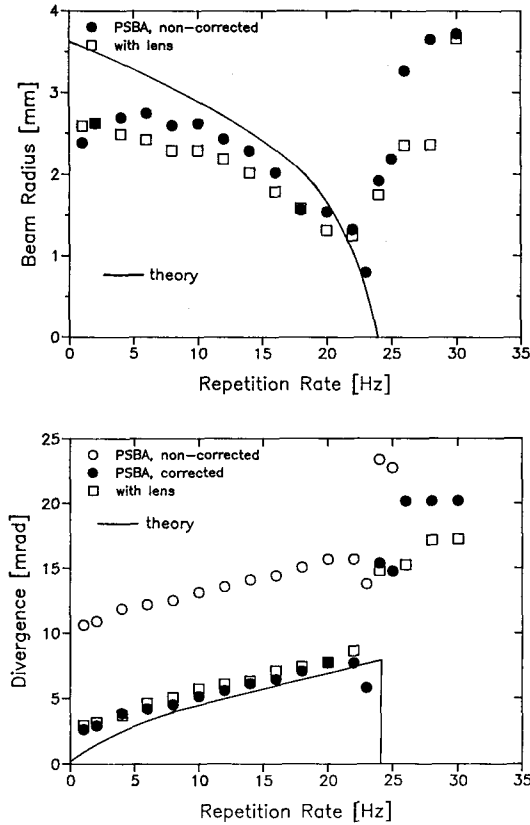 4
3
2
1
0
Beam Radius [mm]
PSBA, non-corrected
with lens
theory
0 5 10 15 20 25 30 35
Repetition Rate [Hz]
25
20
15
10
5
0
Divergence [mrad]
PSBA, non-corrected
PSBA, corrected
with lens
theory
0 5 10 15 20 25 30 35
Repetition Rate [Hz]